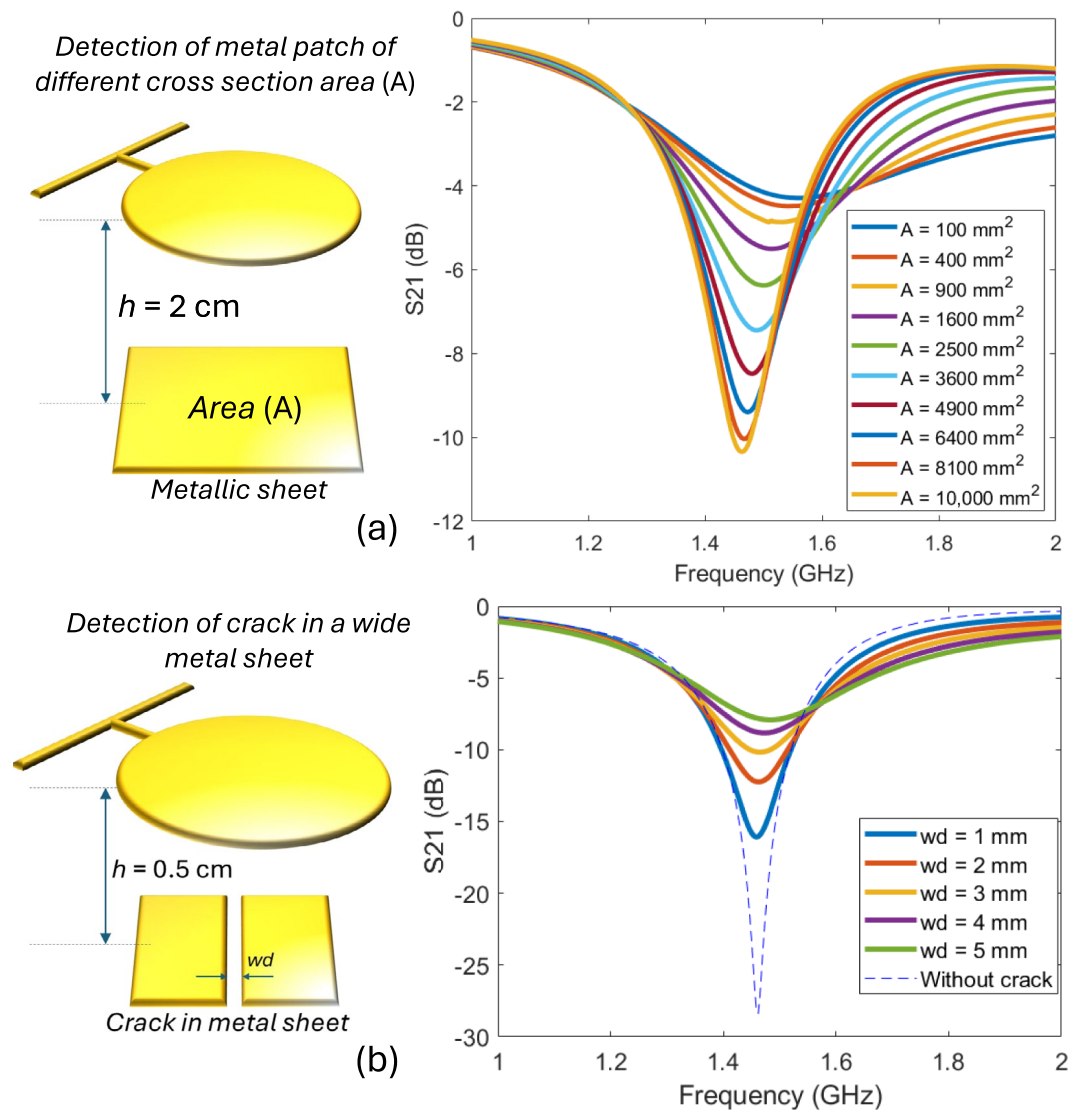 Detection of metal patch of
different cross section area (A)
h = 2 cm
Area (A)
Metallic sheet
(a)
0
-2
-4
-6
-8
-10
-12
S21 (dB)
A = 100 mm²
A = 400 mm²
A = 900 mm²
A = 1600 mm²
A = 2500 mm²
A = 3600 mm²
A = 4900 mm²
A = 6400 mm²
A = 8100 mm²
A = 10,000 mm²
1 1.2 1.4 1.6 1.8 2
Frequency (GHz)
Detection of crack in a wide
metal sheet
h = 0.5 cm
wd
Crack in metal sheet
(b)
0
-5
-10
-15
-20
-25
-30
S21 (dB)
wd = 1 mm
wd = 2 mm
wd = 3 mm
wd = 4 mm
wd = 5 mm
Without crack
1 1.2 1.4 1.6 1.8 2
Frequency (GHz)